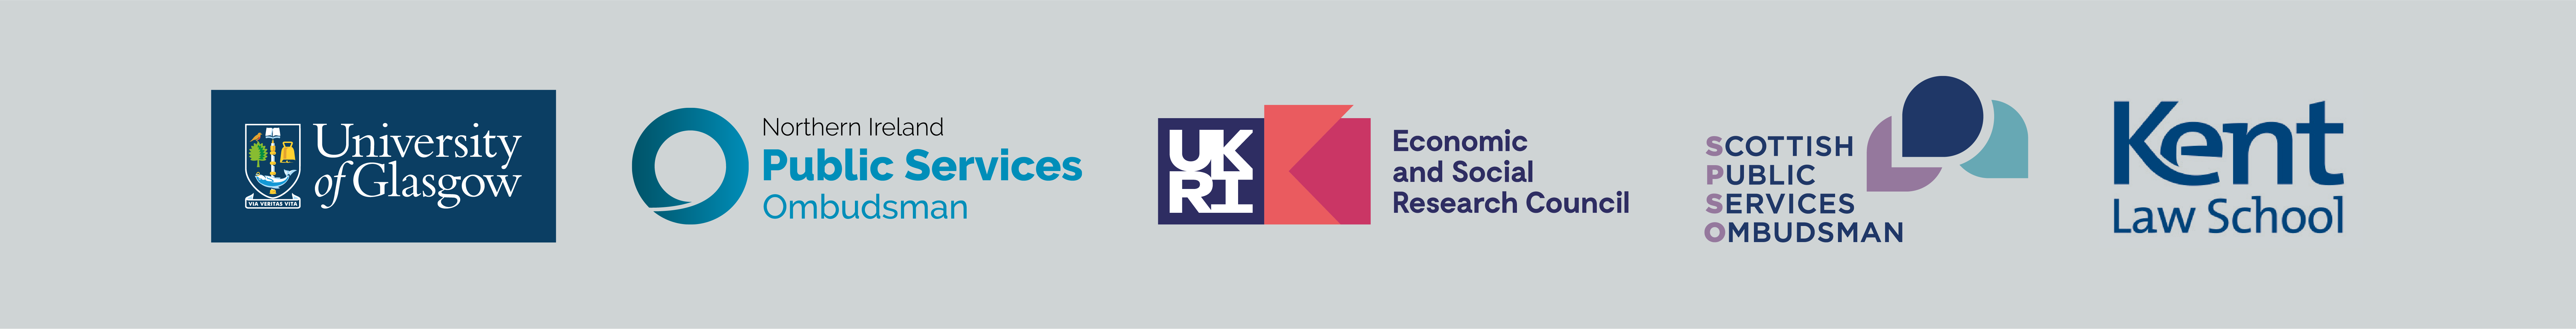 University
of Glasgow
VIA VERITAS VITA
Northern Ireland
Public Services
Ombudsman
UK
RI
Economic
and Social
Research Council
SCOTTISH
PUBLIC
SERVICES
OMBUDSMAN
Kent
Law School